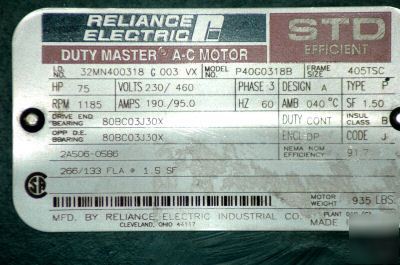 RELIANCE ELECTRIC
STD EFFICIENT
DUTY MASTER® A-C MOTOR
NO. 32MN400318 C 003 VX MODEL NO. P40G0318B FRAME SIZE 405TSC
HP 75 VOLTS 230/ 460 PHASE 3 DESIGN A TYPE P
RPM 1185 AMPS 190/95.0 HZ 60 AMB 040°C SF 1.50
DRIVE END BEARING 80BC03J30X DUTY CONT INSUL CLASS B
OPP D.E. BEARING 80BC03J30X ENCL DP CODE J
2A506-0586 NEMA NOM EFFICIENCY
266/133 FLA @ 1.5 SF
MOTOR WEIGHT 935 LBS.
MFD. BY RELIANCE ELECTRIC INDUSTRIAL CO. PLANT
CLEVELAND, OHIO 44117 MADE